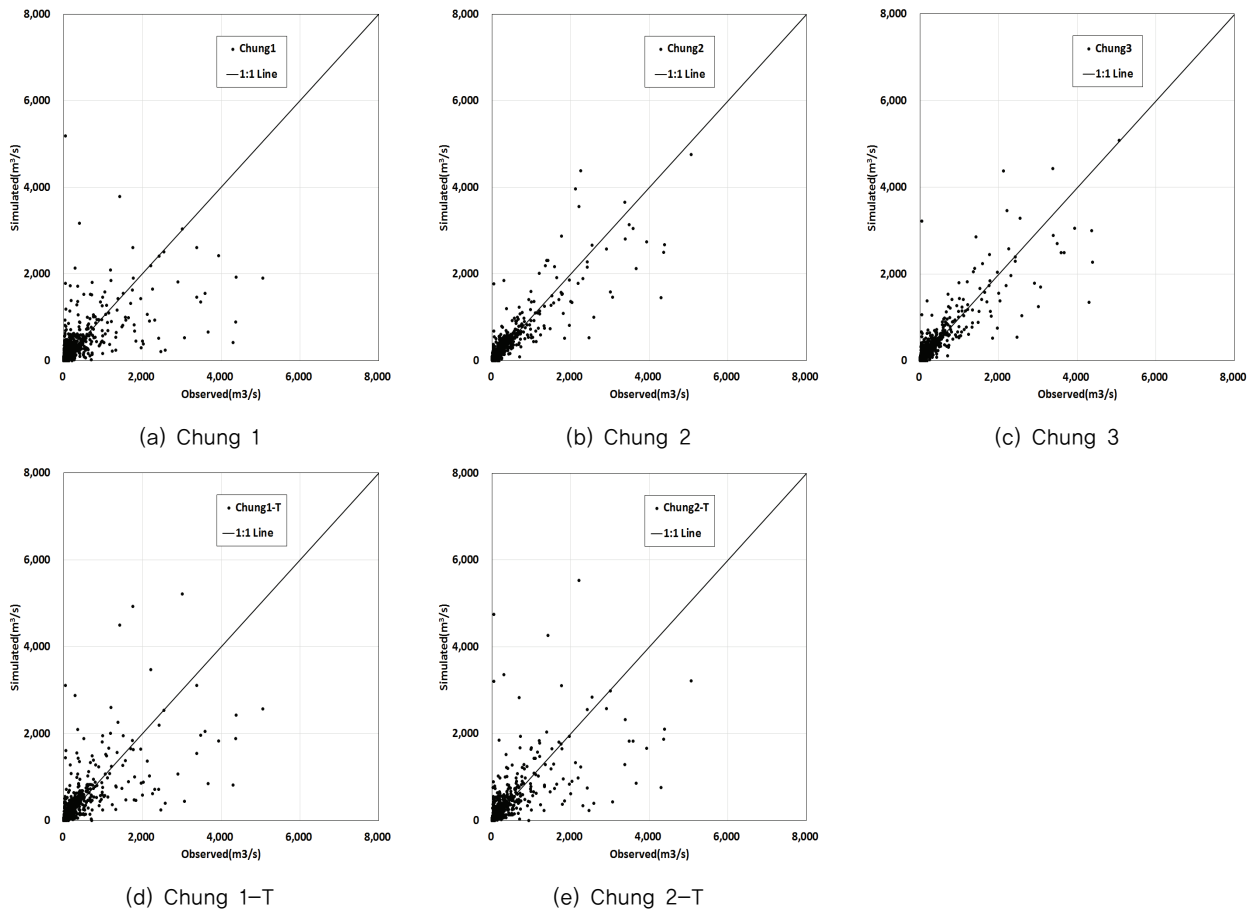 8,000
6,000
4,000
2,000
0
Simulated(m³/s)
Chung1
1:1 Line
0 2,000 4,000 6,000 8,000
Observed(m3/s)
(a) Chung 1
8,000
6,000
4,000
2,000
0
Simulated(m³/s)
Chung2
1:1 Line
0 2,000 4,000 6,000 8,000
Observed(m3/s)
(b) Chung 2
8,000
6,000
4,000
2,000
0
Simulated(m³/s)
Chung3
1:1 Line
0 2,000 4,000 6,000 8,000
Observed(m3/s)
(c) Chung 3
8,000
6,000
4,000
2,000
0
Simulated(m³/s)
Chung1-T
1:1 Line
0 2,000 4,000 6,000 8,000
Observed(m3/s)
(d) Chung 1-T
8,000
6,000
4,000
2,000
0
Simulated(m³/s)
Chung2-T
1:1 Line
0 2,000 4,000 6,000 8,000
Observed(m3/s)
(e) Chung 2-T